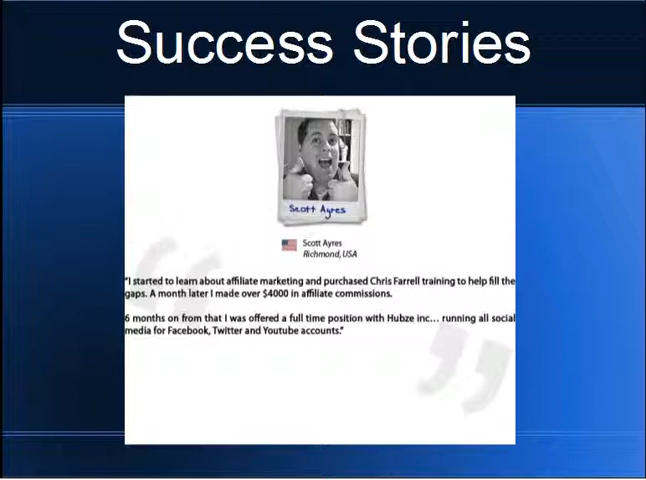 Success Stories
Scott Ayres
Scott Ayres
Richmond, USA
"I started to learn about affiliate marketing and purchased Chris Farrell training to help fill the
gaps. A month later I made over $4000 in affiliate commissions.
6 months on from that I was offered a full time position with Hubze inc... running all social
media for Facebook, Twitter and Youtube accounts."